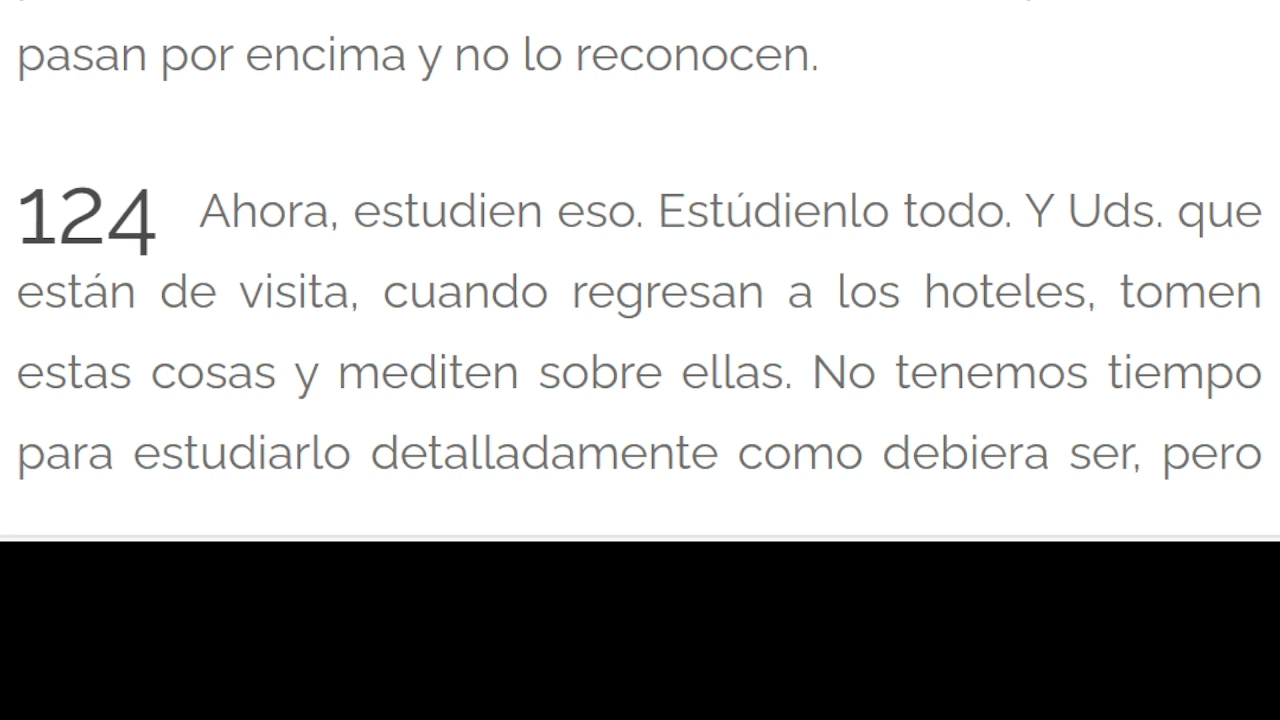 pasan por encima y no lo reconocen.
124 Ahora, estudien eso. Estúdienlo todo. Y Uds. que
están de visita, cuando regresan a los hoteles, tomen
estas cosas y mediten sobre ellas. No tenemos tiempo
para estudiarlo detalladamente como debiera ser, pero